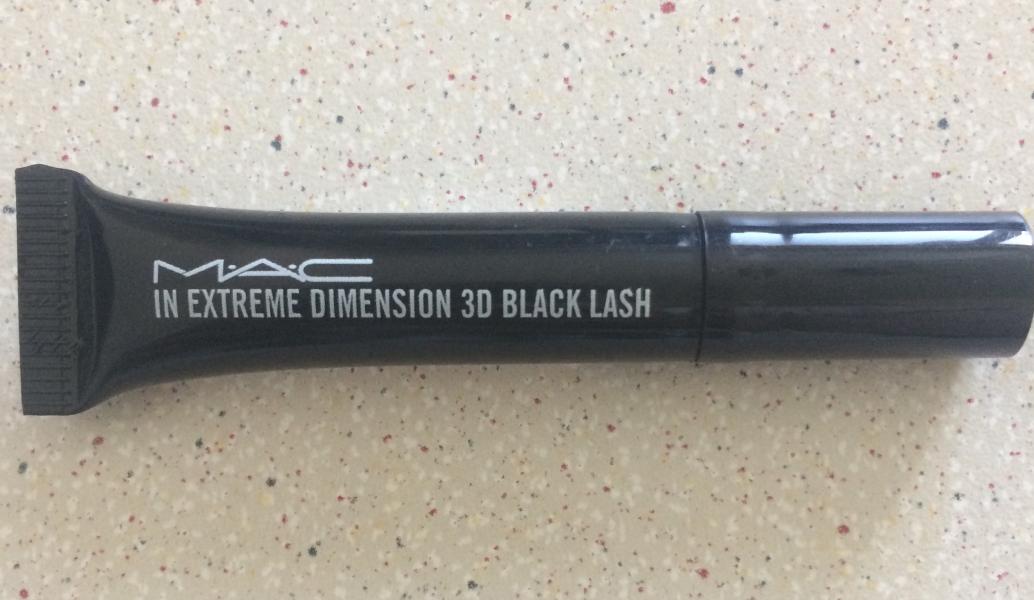 M·A·C
IN EXTREME DIMENSION 3D BLACK LASH